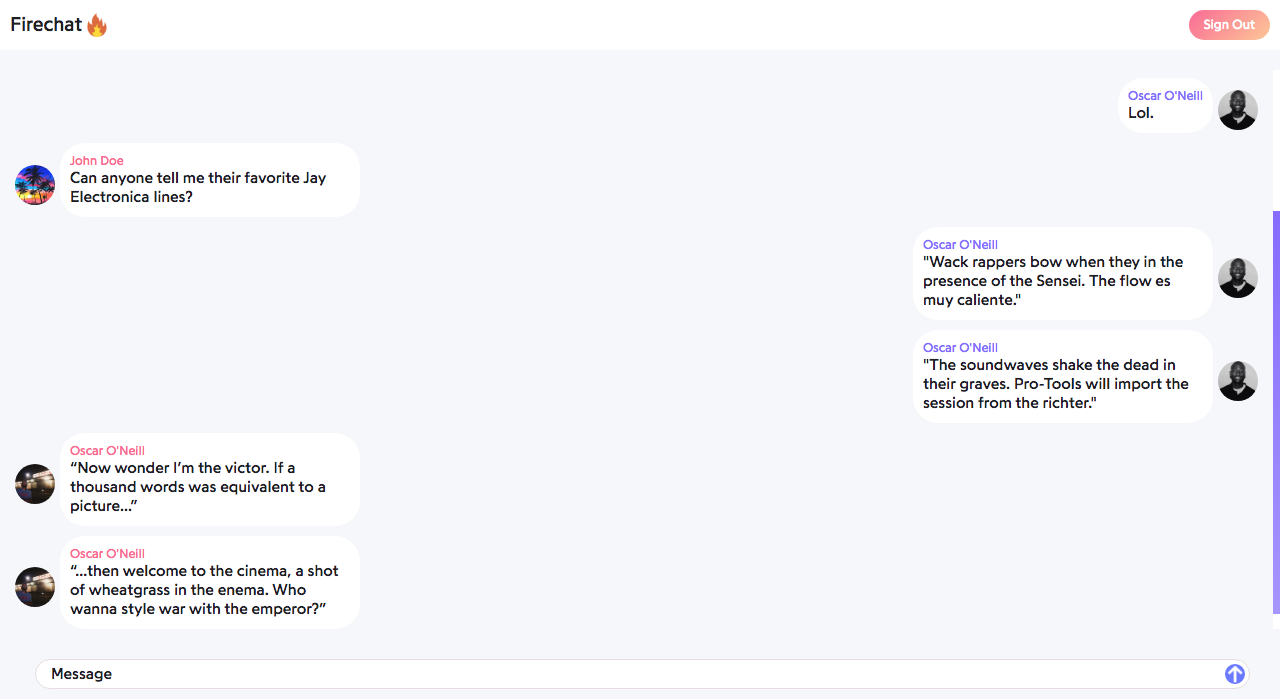 Firechat 🔥
Sign Out
Oscar O'Neill
Lol.
John Doe
Can anyone tell me their favorite Jay
Electronica lines?
Oscar O'Neill
"Wack rappers bow when they in the
presence of the Sensei. The flow es
muy caliente."
Oscar O'Neill
"The soundwaves shake the dead in
their graves. Pro-Tools will import the
session from the richter."
Oscar O'Neill
“Now wonder I’m the victor. If a
thousand words was equivalent to a
picture...”
Oscar O'Neill
“...then welcome to the cinema, a shot
of wheatgrass in the enema. Who
wanna style war with the emperor?”
Message